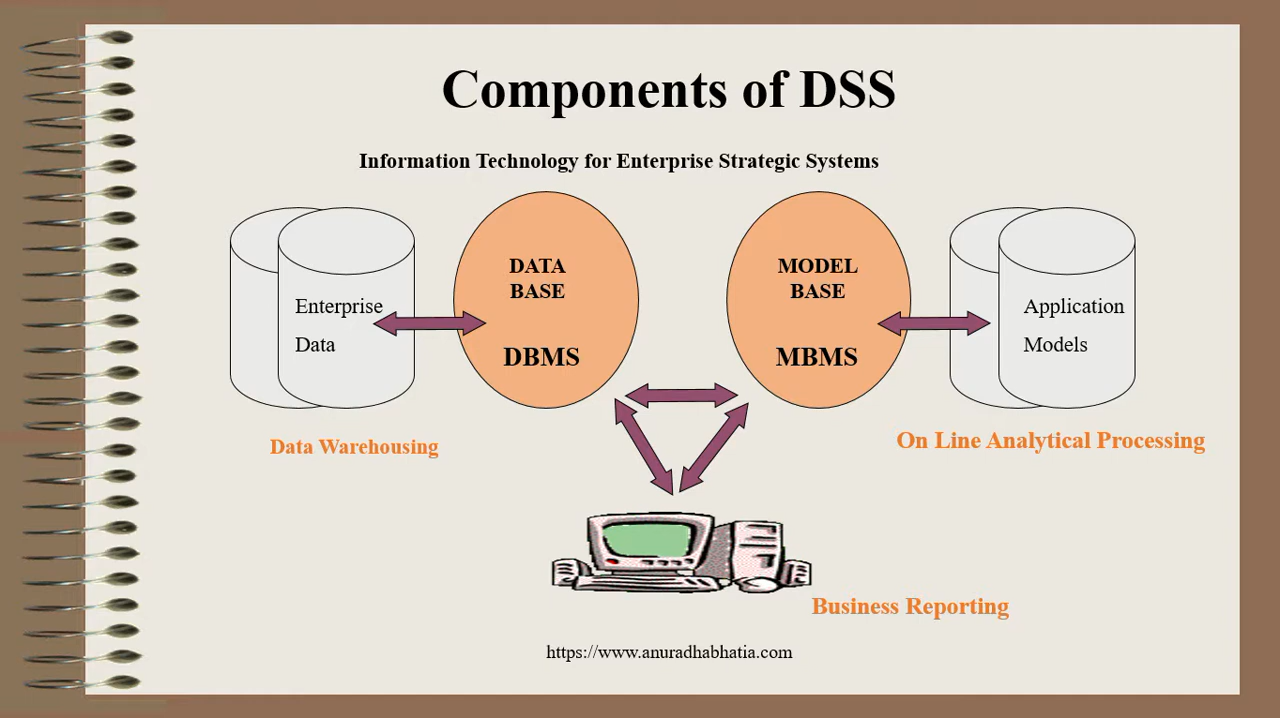 Components of DSS
Information Technology for Enterprise Strategic Systems
Enterprise
Data
DATA
BASE
DBMS
MODEL
BASE
MBMS
Application
Models
Data Warehousing
On Line Analytical Processing
Business Reporting
https://www.anuradhabhatia.com